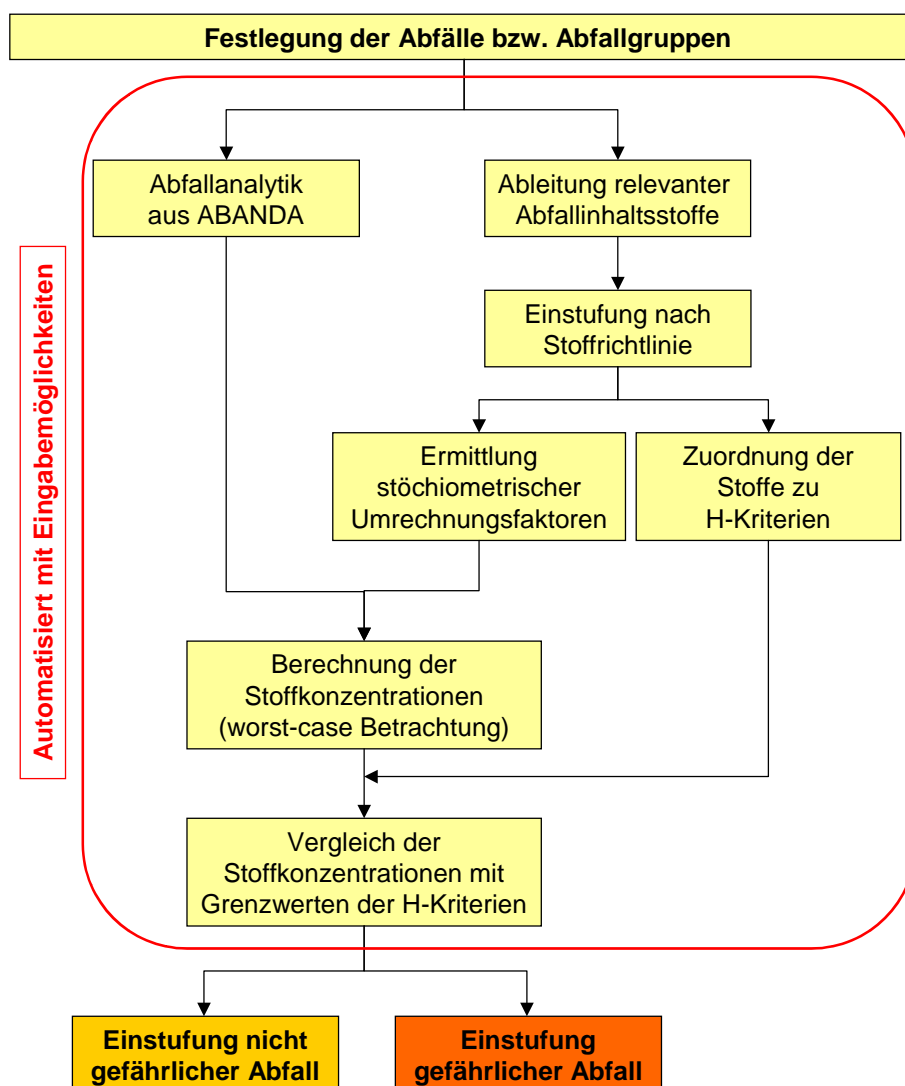 Festlegung der Abfälle bzw. Abfallgruppen
Abfallanalytik
aus ABANDA
Ableitung relevanter
Abfallinhaltsstoffe
Einstufung nach
Stoffrichtlinie
Ermittlung
stöchiometrischer
Umrechnungsfaktoren
Zuordnung der
Stoffe zu
H-Kriterien
Automatisiert mit Eingabemöglichkeiten
Berechnung der
Stoffkonzentrationen
(worst-case Betrachtung)
Vergleich der
Stoffkonzentrationen mit
Grenzwerten der H-Kriterien
Einstufung nicht
gefährlicher Abfall
Einstufung
gefährlicher Abfall